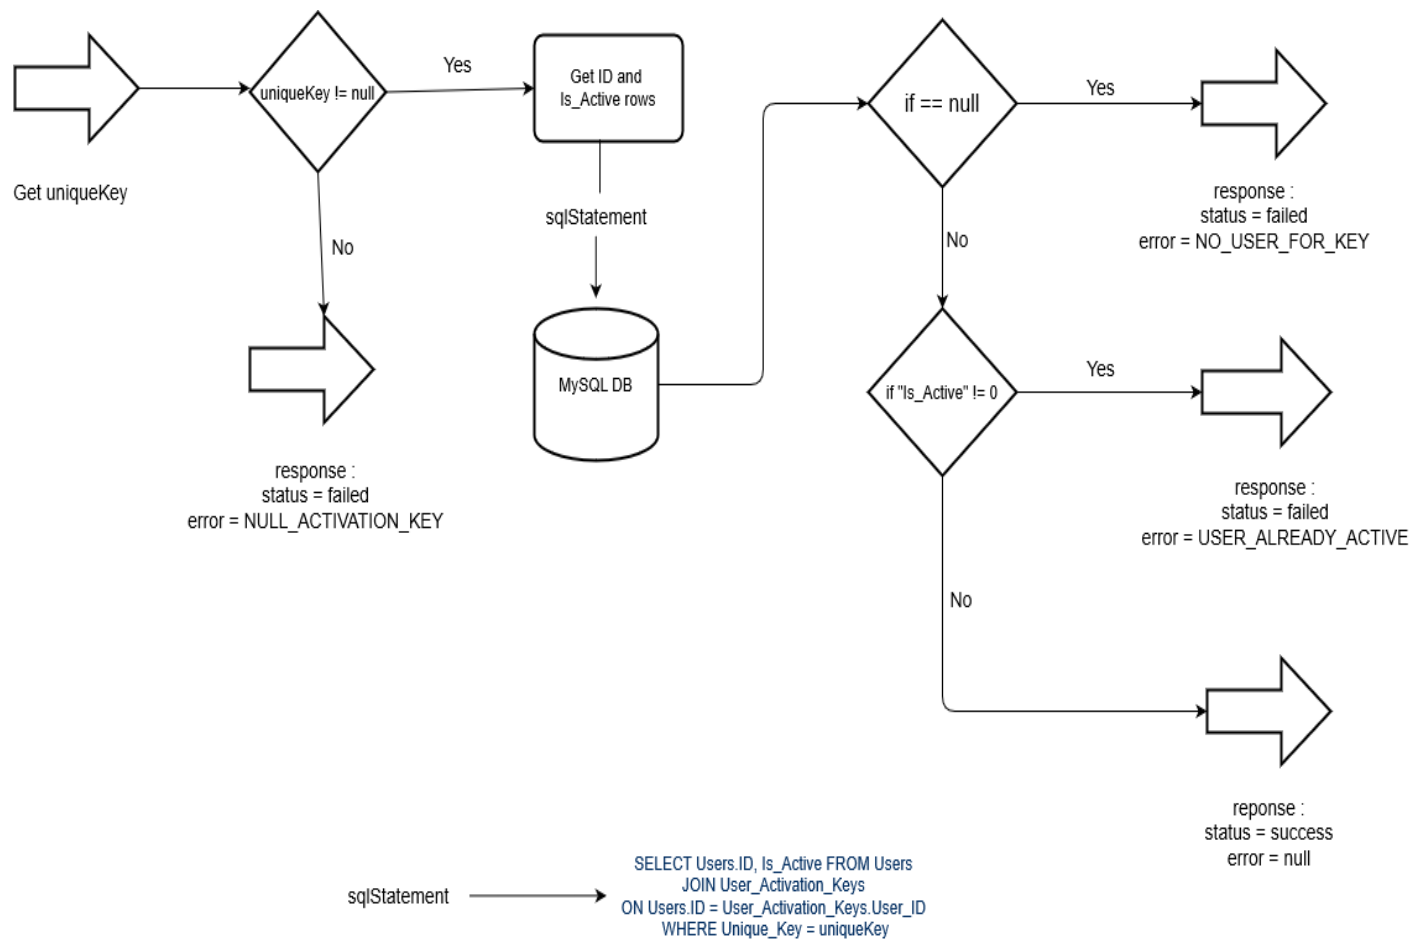 Get uniqueKey
uniqueKey != null
Yes
No
response :
status = failed
error = NULL_ACTIVATION_KEY
Get ID and
Is_Active rows
sqlStatement
MySQL DB
if == null
Yes
response :
status = failed
error = NO_USER_FOR_KEY
No
if "Is_Active" != 0
Yes
response :
status = failed
error = USER_ALREADY_ACTIVE
No
reponse :
status = success
error = null
sqlStatement
SELECT Users.ID, Is_Active FROM Users
JOIN User_Activation_Keys
ON Users.ID = User_Activation_Keys.User_ID
WHERE Unique_Key = uniqueKey